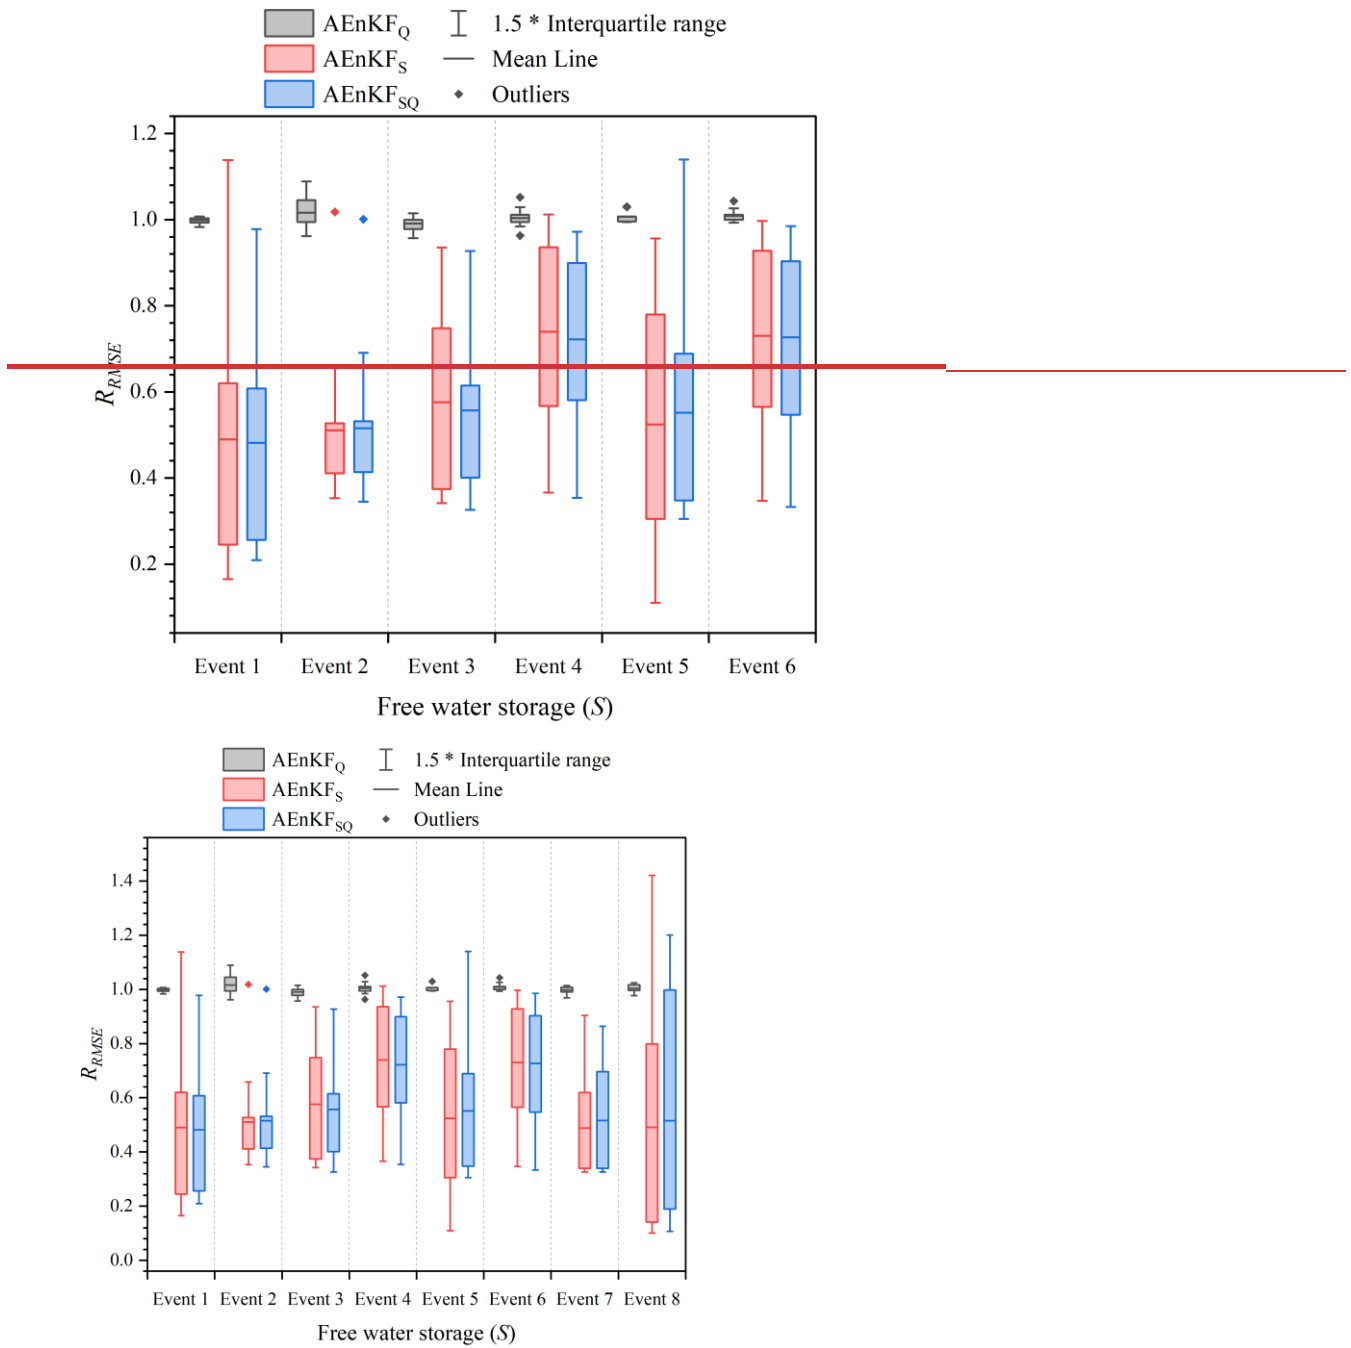 AEnKF_Q 1.5 * Interquartile range
AEnKF_S Mean Line
AEnKF_SQ Outliers
1.2
1.0
0.8
0.6
0.4
0.2
R_RMSE
Event 1 Event 2 Event 3 Event 4 Event 5 Event 6
Free water storage (S)
AEnKF_Q 1.5 * Interquartile range
AEnKF_S Mean Line
AEnKF_SQ Outliers
1.4
1.2
1.0
0.8
0.6
0.4
0.2
0.0
R_RMSE
Event 1 Event 2 Event 3 Event 4 Event 5 Event 6 Event 7 Event 8
Free water storage (S)